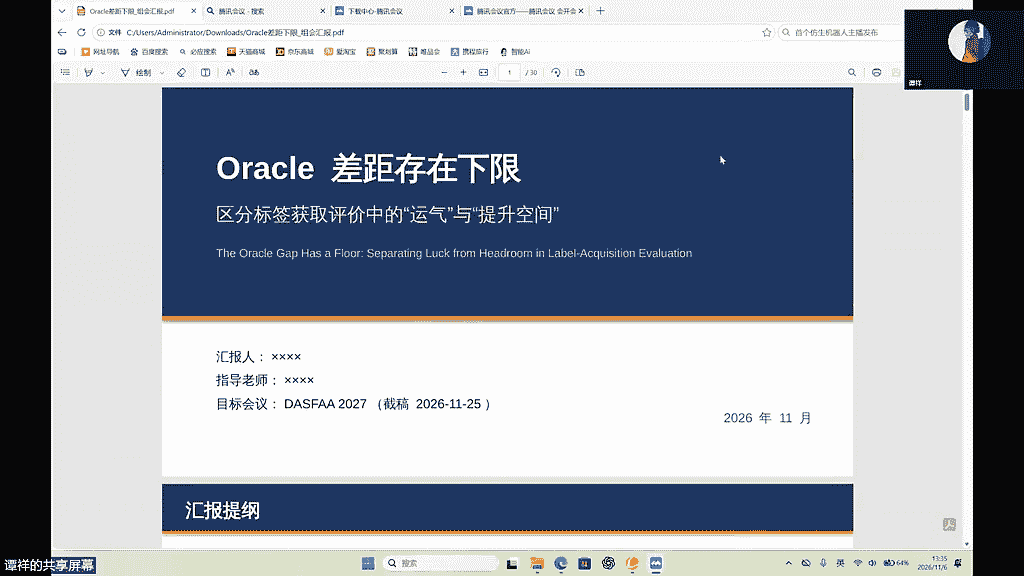 Oracle差距下限_组会汇报.pdf
腾讯会议 - 搜索
下载中心-腾讯会议
腾讯会议官方——腾讯会议 会开会
文件 C:/Users/Administrator/Downloads/Oracle差距下限_组会汇报.pdf
首个仿生机器人主播发布
网址导航 百度搜索 必应搜索 天猫商城 京东商城 爱淘宝 聚划算 唯品会 携程旅行 智能AI
绘制
1 / 30
谭祥
Oracle 差距存在下限
区分标签获取评价中的“运气”与“提升空间”
The Oracle Gap Has a Floor: Separating Luck from Headroom in Label-Acquisition Evaluation
汇报人： ××××
指导老师： ××××
目标会议： DASFAA 2027 （截稿 2026-11-25 ）
2026 年 11 月
汇报提纲
谭祥的共享屏幕
搜索
英
64%
13:35
2026/11/6